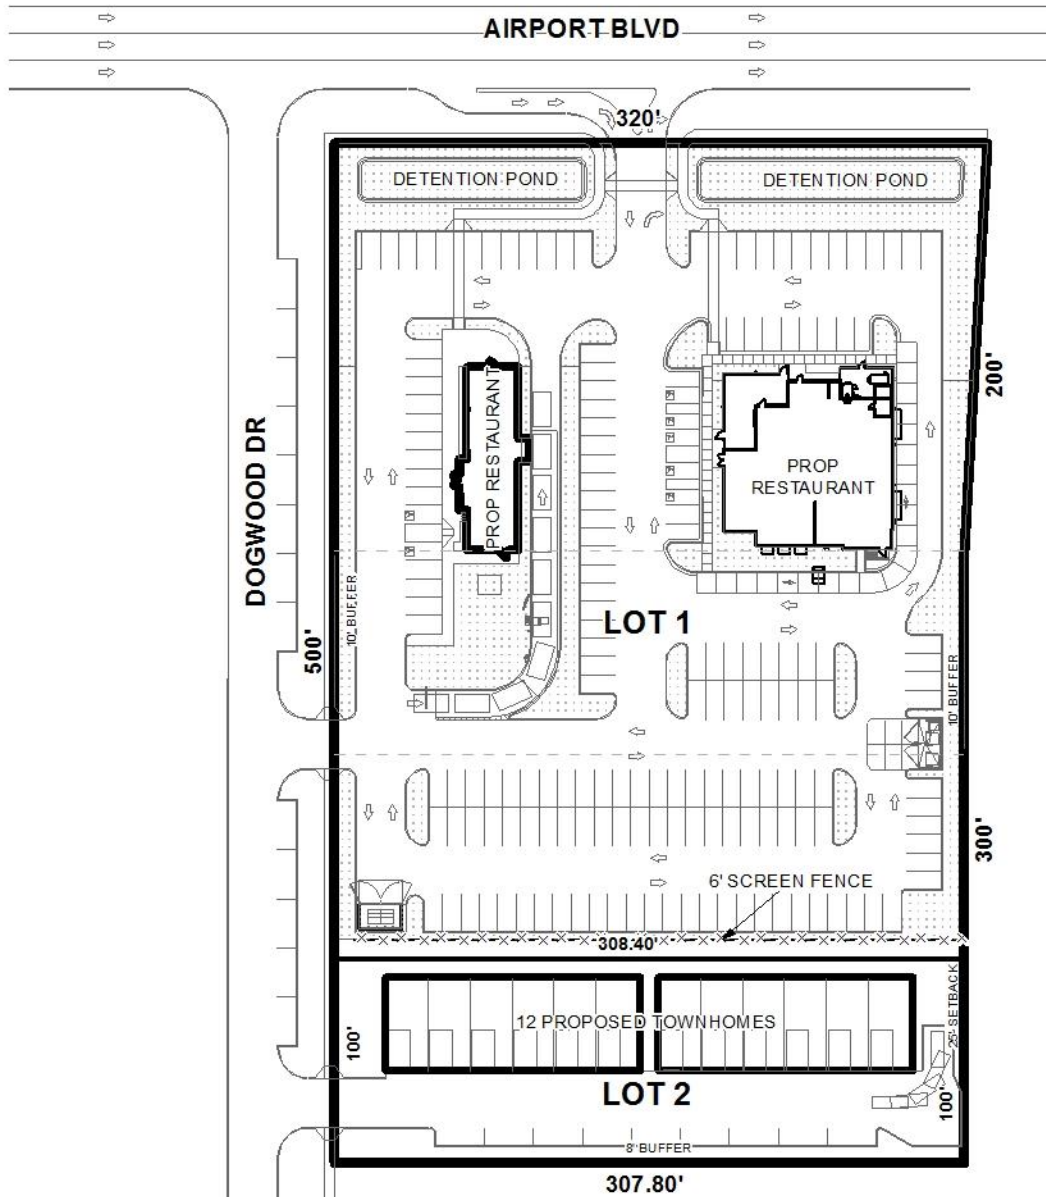 AIRPORT BLVD
320'
DETENTION POND
DETENTION POND
200'
DOGWOOD DR
PROP RESTAURANT
PROP
RESTAURANT
500'
10' BUFFER
LOT 1
10' BUFFER
300'
6' SCREEN FENCE
308.40'
12 PROPOSED TOWNHOMES
25' SETBACK
100'
LOT 2
100'
8' BUFFER
307.80'